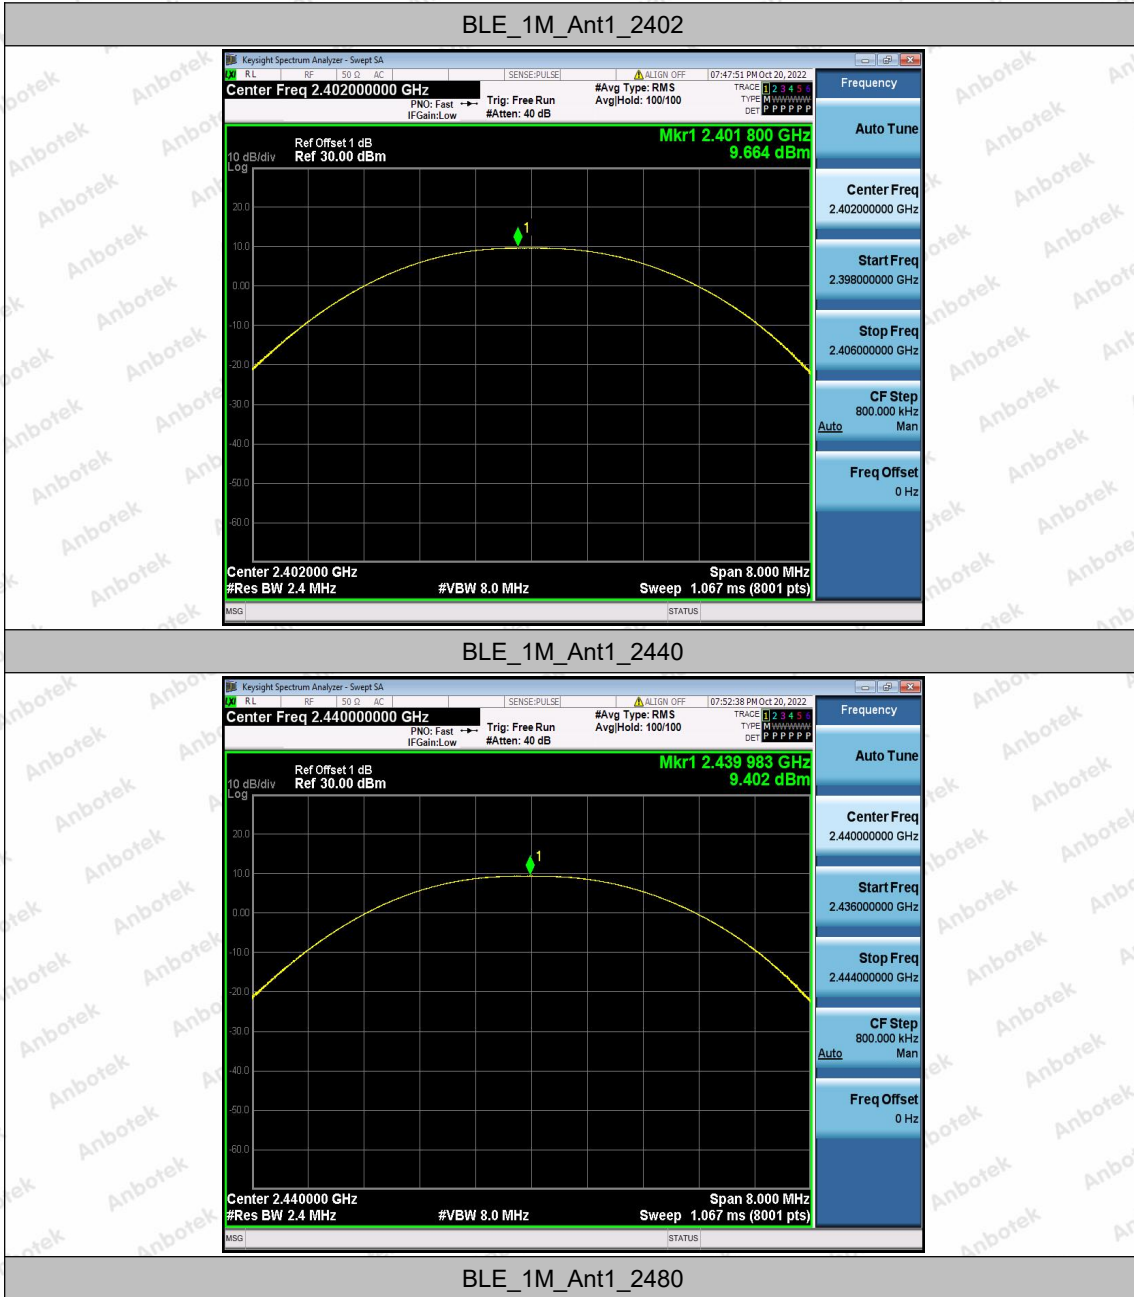 BLE_1M_Ant1_2402
Keysight Spectrum Analyzer - Swept SA
RL RF 50 Ω AC SENSE:PULSE ALIGN OFF 07:47:51 PM Oct 20, 2022
Center Freq 2.402000000 GHz
PNO: Fast
IFGain:Low
Trig: Free Run
#Atten: 40 dB
#Avg Type: RMS
Avg|Hold: 100/100
TRACE 1 2 3 4 5 6
TYPE M W W W W W
DET P P P P P P
Ref Offset 1 dB
10 dB/div Ref 30.00 dBm
Log
Mkr1 2.401 800 GHz
9.664 dBm
1
20.0
10.0
0.00
-10.0
-20.0
-30.0
-40.0
-50.0
-60.0
Center 2.402000 GHz Span 8.000 MHz
#Res BW 2.4 MHz #VBW 8.0 MHz Sweep 1.067 ms (8001 pts)
MSG STATUS
Frequency
Auto Tune
Center Freq
2.402000000 GHz
Start Freq
2.398000000 GHz
Stop Freq
2.406000000 GHz
CF Step
800.000 kHz
Auto Man
Freq Offset
0 Hz
BLE_1M_Ant1_2440
Keysight Spectrum Analyzer - Swept SA
RL RF 50 Ω AC SENSE:PULSE ALIGN OFF 07:52:38 PM Oct 20, 2022
Center Freq 2.440000000 GHz
PNO: Fast
IFGain:Low
Trig: Free Run
#Atten: 40 dB
#Avg Type: RMS
Avg|Hold: 100/100
TRACE 1 2 3 4 5 6
TYPE M W W W W W
DET P P P P P P
Ref Offset 1 dB
10 dB/div Ref 30.00 dBm
Log
Mkr1 2.439 983 GHz
9.402 dBm
1
20.0
10.0
0.00
-10.0
-20.0
-30.0
-40.0
-50.0
-60.0
Center 2.440000 GHz Span 8.000 MHz
#Res BW 2.4 MHz #VBW 8.0 MHz Sweep 1.067 ms (8001 pts)
MSG STATUS
Frequency
Auto Tune
Center Freq
2.440000000 GHz
Start Freq
2.436000000 GHz
Stop Freq
2.444000000 GHz
CF Step
800.000 kHz
Auto Man
Freq Offset
0 Hz
BLE_1M_Ant1_2480
Anbotek